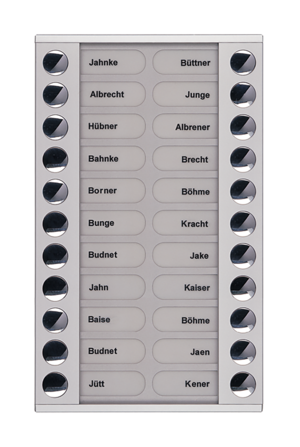 Jahnke Büttner
Albrecht Junge
Hübner Albrener
Bahnke Brecht
Borner Böhme
Bunge Kracht
Budnet Jake
Jahn Kaiser
Baise Böhme
Budnet Jaen
Jütt Kener